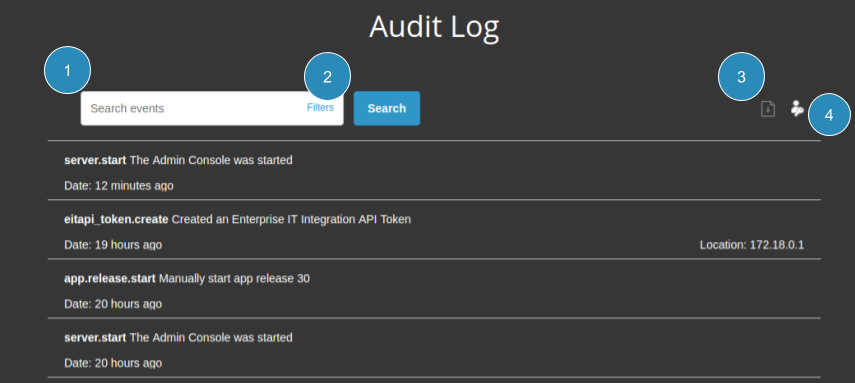 Audit Log
1
2
3
4
Search events
Filters
Search
server.start The Admin Console was started
Date: 12 minutes ago
eitapi_token.create Created an Enterprise IT Integration API Token
Date: 19 hours ago
Location: 172.18.0.1
app.release.start Manually start app release 30
Date: 20 hours ago
server.start The Admin Console was started
Date: 20 hours ago